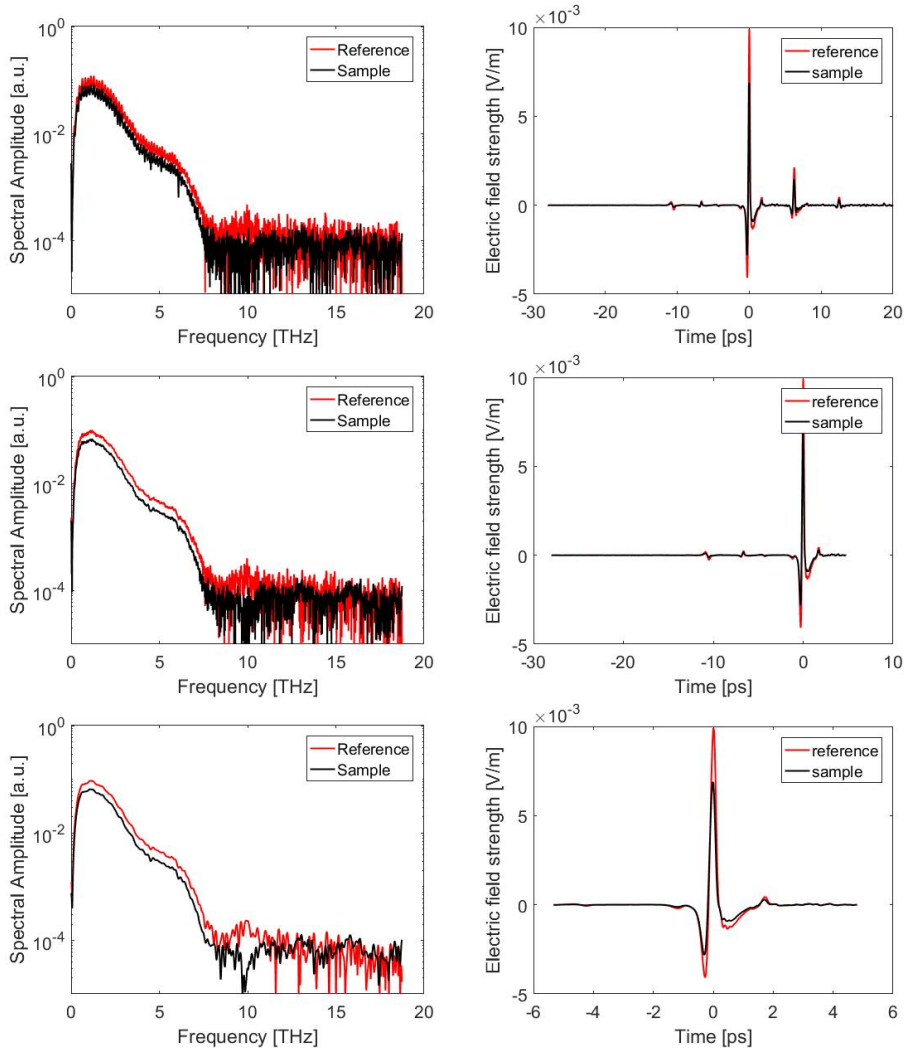 10^0
10^-2
10^-4
Spectral Amplitude [a.u.]
Reference
Sample
0 5 10 15 20
Frequency [THz]
×10^-3
10
5
0
-5
Electric field strength [V/m]
reference
sample
-30 -20 -10 0 10 20
Time [ps]
10^0
10^-2
10^-4
Spectral Amplitude [a.u.]
Reference
Sample
0 5 10 15 20
Frequency [THz]
×10^-3
10
5
0
-5
Electric field strength [V/m]
reference
sample
-30 -20 -10 0 10
Time [ps]
10^0
10^-2
10^-4
Spectral Amplitude [a.u.]
Reference
Sample
0 5 10 15 20
Frequency [THz]
×10^-3
10
5
0
-5
Electric field strength [V/m]
reference
sample
-6 -4 -2 0 2 4 6
Time [ps]